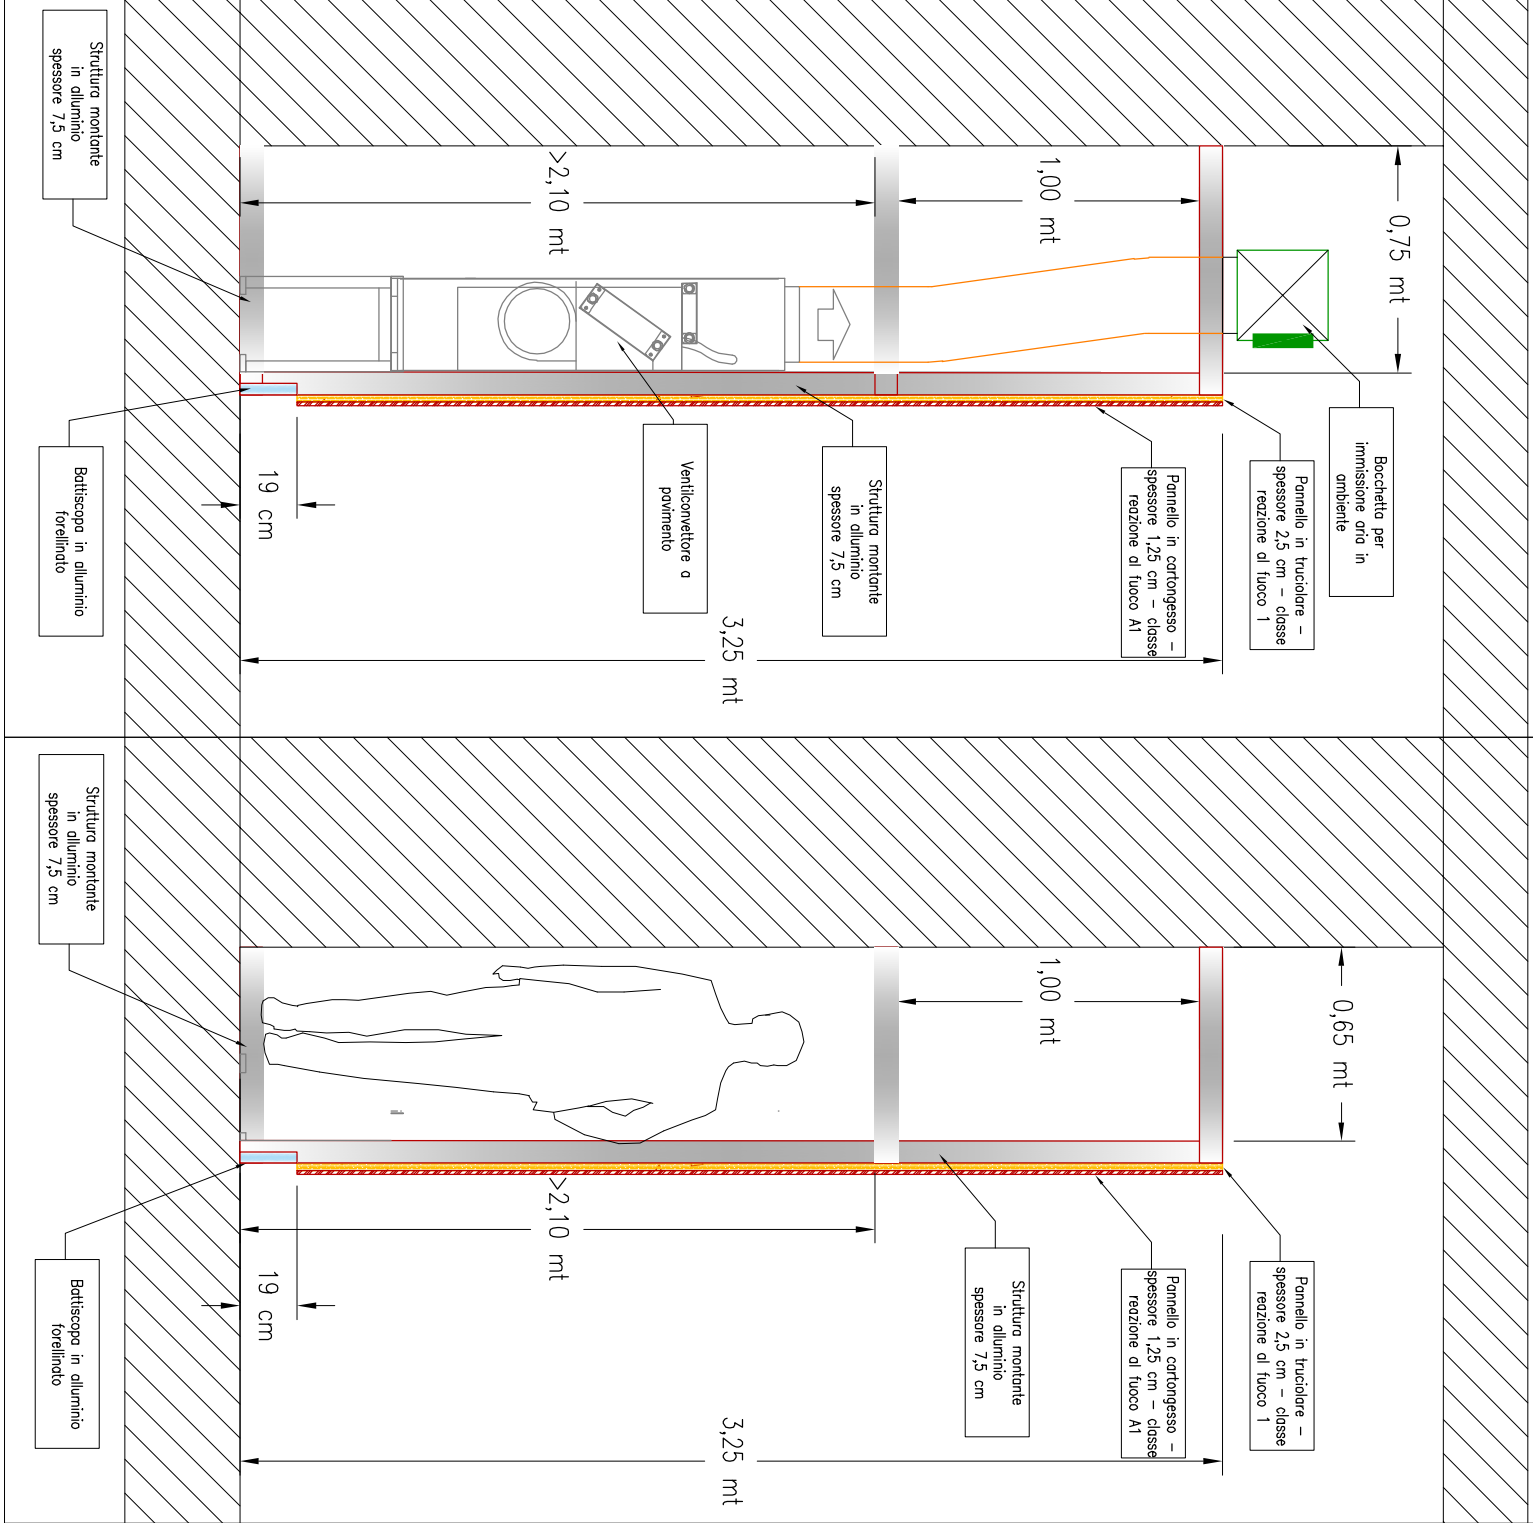 0,75 mt
1,00 mt
>2,10 mt
Bocchetta per
immissione aria in
ambiente
Pannello in truciolare –
spessore 2,5 cm – classe
reazione al fuoco 1
Pannello in cartongesso –
spessore 1,25 cm – classe
reazione al fuoco A1
Struttura montante
in alluminio
spessore 7,5 cm
Ventilconvettore a
pavimento
3,25 mt
19 cm
Struttura montante
in alluminio
spessore 7,5 cm
Battiscopa in alluminio
forellinato
0,65 mt
1,00 mt
>2,10 mt
Pannello in truciolare –
spessore 2,5 cm – classe
reazione al fuoco 1
Pannello in cartongesso –
spessore 1,25 cm – classe
reazione al fuoco A1
Struttura montante
in alluminio
spessore 7,5 cm
3,25 mt
19 cm
Struttura montante
in alluminio
spessore 7,5 cm
Battiscopa in alluminio
forellinato